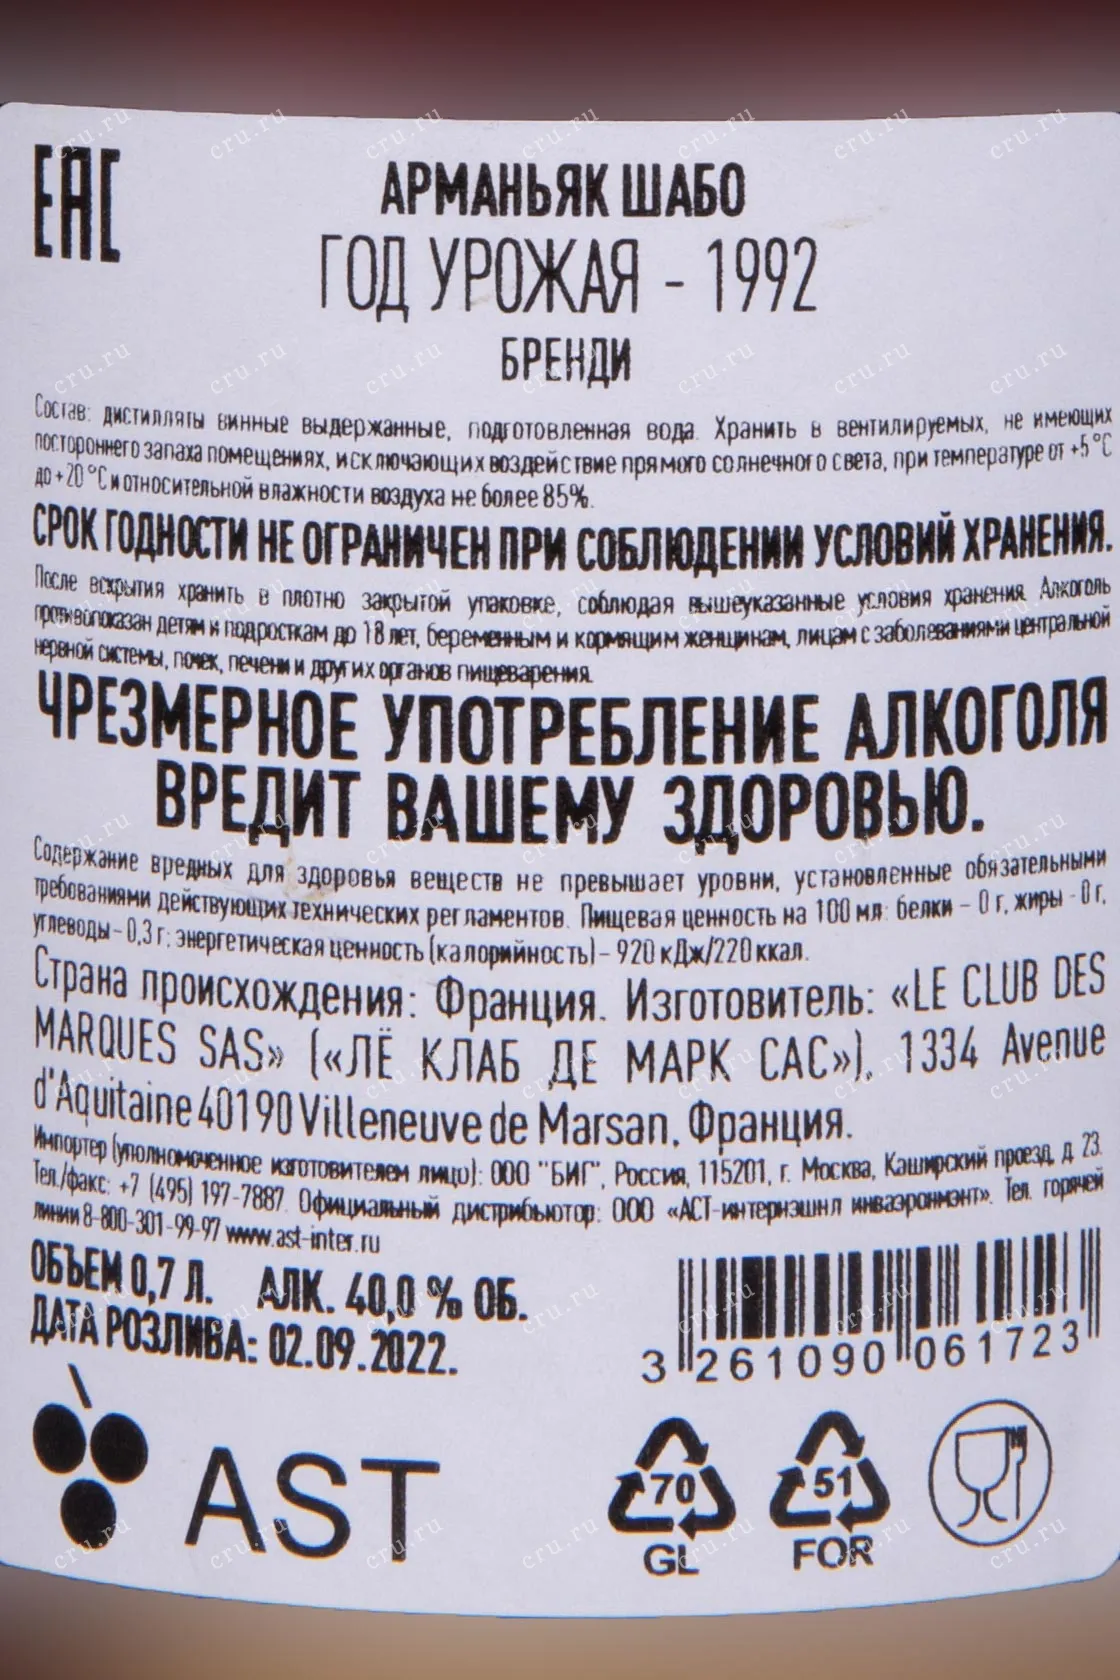 ЕАС
АРМАНЬЯК ШАБО
ГОД УРОЖАЯ - 1992
БРЕНДИ
Состав: дистилляты винные выдержанные, подготовленная вода. Хранить в вентилируемых, не имеющих
постороннего запаха помещениях, исключающих воздействие прямого солнечного света, при температуре от +5 °С
до +20 °С и относительной влажности воздуха не более 85%.
СРОК ГОДНОСТИ НЕ ОГРАНИЧЕН ПРИ СОБЛЮДЕНИИ УСЛОВИЙ ХРАНЕНИЯ.
После вскрытия хранить в плотно закрытой упаковке, соблюдая вышеуказанные условия хранения. Алкоголь
противопоказан детям и подросткам до 18 лет, беременным и кормящим женщинам, лицам с заболеваниями центральной
нервной системы, почек, печени и других органов пищеварения.
ЧРЕЗМЕРНОЕ УПОТРЕБЛЕНИЕ АЛКОГОЛЯ
ВРЕДИТ ВАШЕМУ ЗДОРОВЬЮ.
Содержание вредных для здоровья веществ не превышает уровни, установленные обязательными
требованиями действующих технических регламентов. Пищевая ценность на 100 мл: белки – 0 г, жиры - 0 г,
углеводы – 0,3 г; энергетическая ценность (калорийность) – 920 кДж/220 ккал.
Страна происхождения: Франция. Изготовитель: «LE CLUB DES
MARQUES SAS» («ЛЁ КЛАБ ДЕ МАРК САС»), 1334 Avenue
d'Aquitaine 40190 Villeneuve de Marsan, Франция.
Импортер (уполномоченное изготовителем лицо): ООО "БИГ", Россия, 115201, г. Москва, Каширский проезд, д. 23.
Тел./факс: +7 (495) 197-7887. Официальный дистрибьютор: ООО «АСТ-интернэшнл инваэронмэнт». Тел. горячей
линии 8-800-301-99-97 www.ast-inter.ru
ОБЪЕМ 0,7 Л. АЛК. 40,0 % ОБ.
ДАТА РОЗЛИВА: 02.09.2022.
3 261090 061723
AST
70
GL
51
FOR
cru.ru